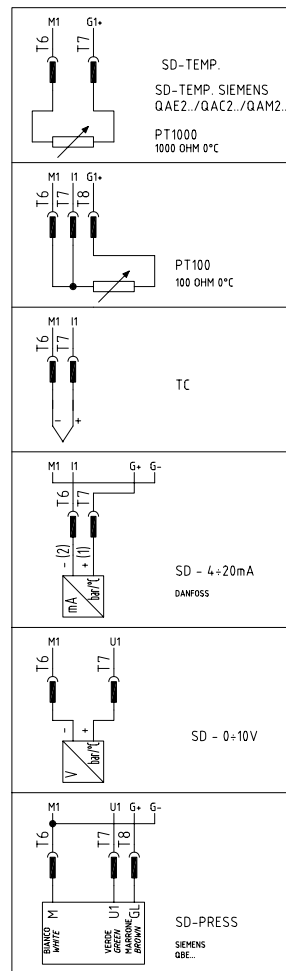 M1 G1+
T6 T7
SD-TEMP.
SD-TEMP. SIEMENS
QAE2../QAC2../QAM2..
PT1000
1000 OHM 0°C
M1 I1 G1+
T6 T7 T8
PT100
100 OHM 0°C
M1 I1
T6 T7
- +
TC
M1 I1 G+ G-
T6 T7
- (2) + (1)
mA bar/°C
SD - 4÷20mA
DANFOSS
M1 U1
T6 T7
- +
V bar/°C
SD - 0÷10V
M1 U1 G+ G-
T6 T7 T8
M U1 GL
BIANCO
WHITE
VERDE
GREEN
MARRONE
BROWN
SD-PRESS
SIEMENS
QBE...